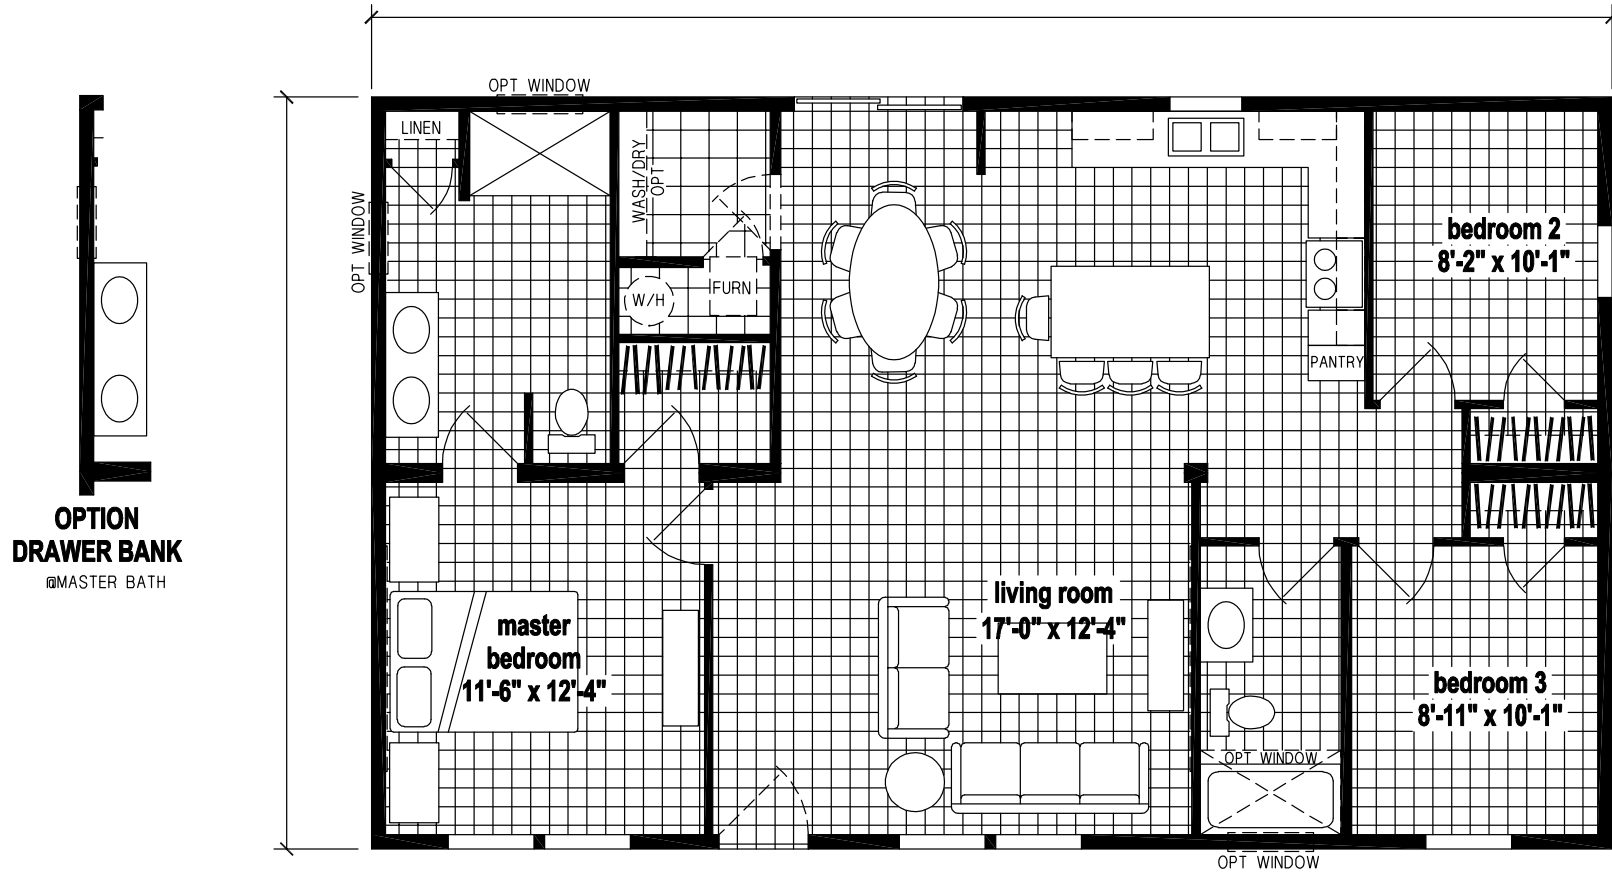 OPT WINDOW
LINEN
WASH/DRY
OPT
OPT WINDOW
W/H
FURN
PANTRY
bedroom 2
8'-2" x 10'-1"
OPTION
DRAWER BANK
@MASTER BATH
master
bedroom
11'-6" x 12'-4"
living room
17'-0" x 12'-4"
bedroom 3
8'-11" x 10'-1"
OPT WINDOW
OPT WINDOW